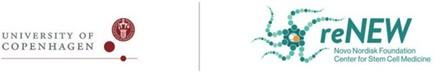 UNIVERSITY OF
COPENHAGEN
reNEW
Novo Nordisk Foundation
Center for Stem Cell Medicine